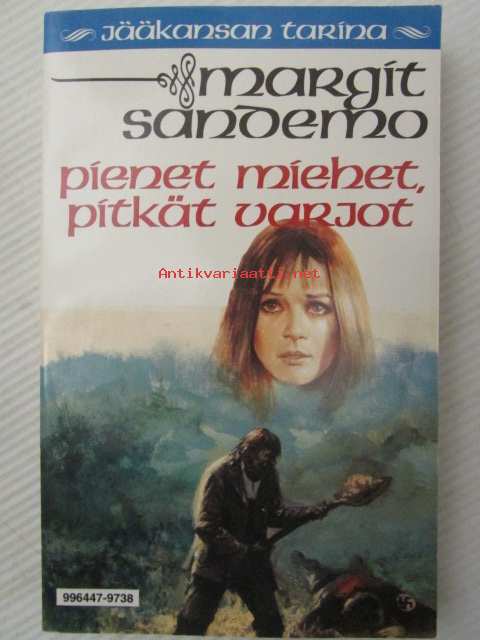 Jääkansan tarina
Margit
Sandemo
Pienet miehet,
pitkät varjot
Antikvariaatti.net
996447-9738